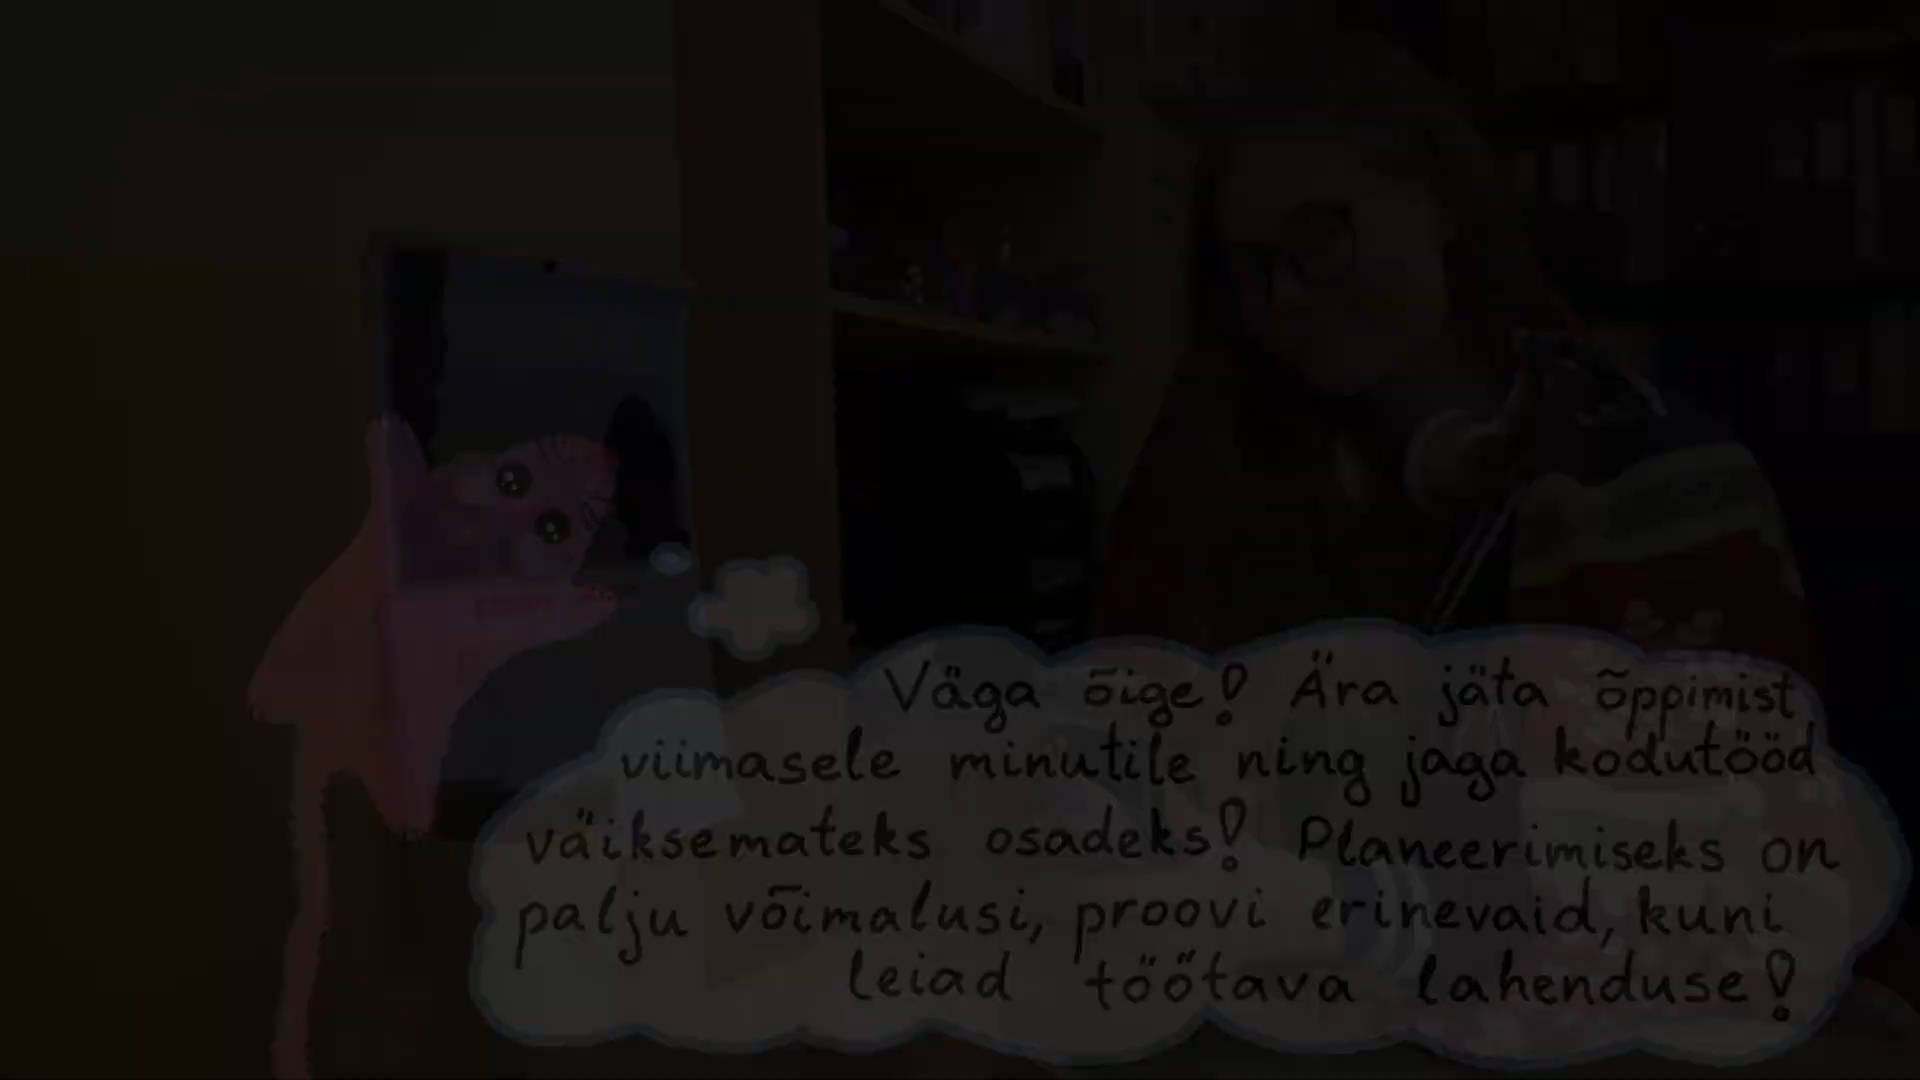 Väga õige! Ära jäta õppimist
viimasele minutile ning jaga kodutööd
väiksemateks osadeks! Planeerimiseks on
palju võimalusi, proovi erinevaid, kuni
leiad töötava lahenduse!